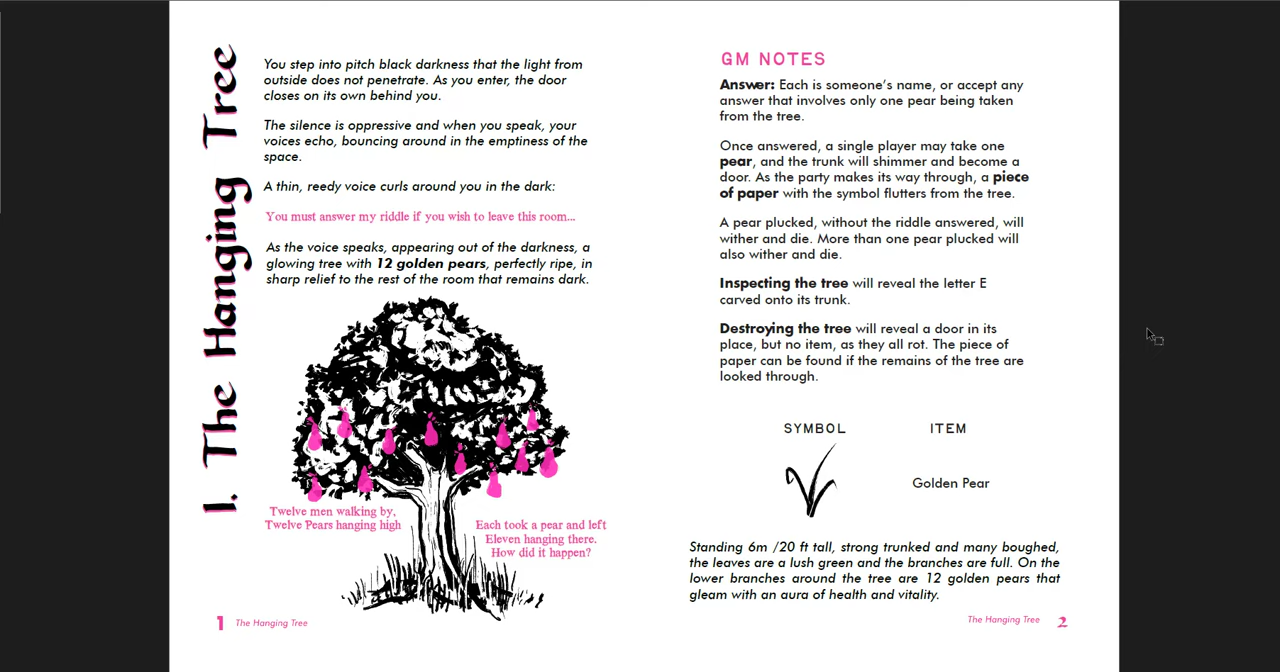 I. The Hanging Tree
You step into pitch black darkness that the light from
outside does not penetrate. As you enter, the door
closes on its own behind you.
The silence is oppressive and when you speak, your
voices echo, bouncing around in the emptiness of the
space.
A thin, reedy voice curls around you in the dark:
You must answer my riddle if you wish to leave this room...
As the voice speaks, appearing out of the darkness, a
glowing tree with 12 golden pears, perfectly ripe, in
sharp relief to the rest of the room that remains dark.
Twelve men walking by,
Twelve Pears hanging high
Each took a pear and left
Eleven hanging there.
How did it happen?
1 The Hanging Tree
GM NOTES
Answer: Each is someone's name, or accept any
answer that involves only one pear being taken
from the tree.
Once answered, a single player may take one
pear, and the trunk will shimmer and become a
door. As the party makes its way through, a piece
of paper with the symbol flutters from the tree.
A pear plucked, without the riddle answered, will
wither and die. More than one pear plucked will
also wither and die.
Inspecting the tree will reveal the letter E
carved onto its trunk.
Destroying the tree will reveal a door in its
place, but no item, as they all rot. The piece of
paper can be found if the remains of the tree are
looked through.
SYMBOL ITEM
Golden Pear
Standing 6m /20 ft tall, strong trunked and many boughed,
the leaves are a lush green and the branches are full. On the
lower branches around the tree are 12 golden pears that
gleam with an aura of health and vitality.
The Hanging Tree 2